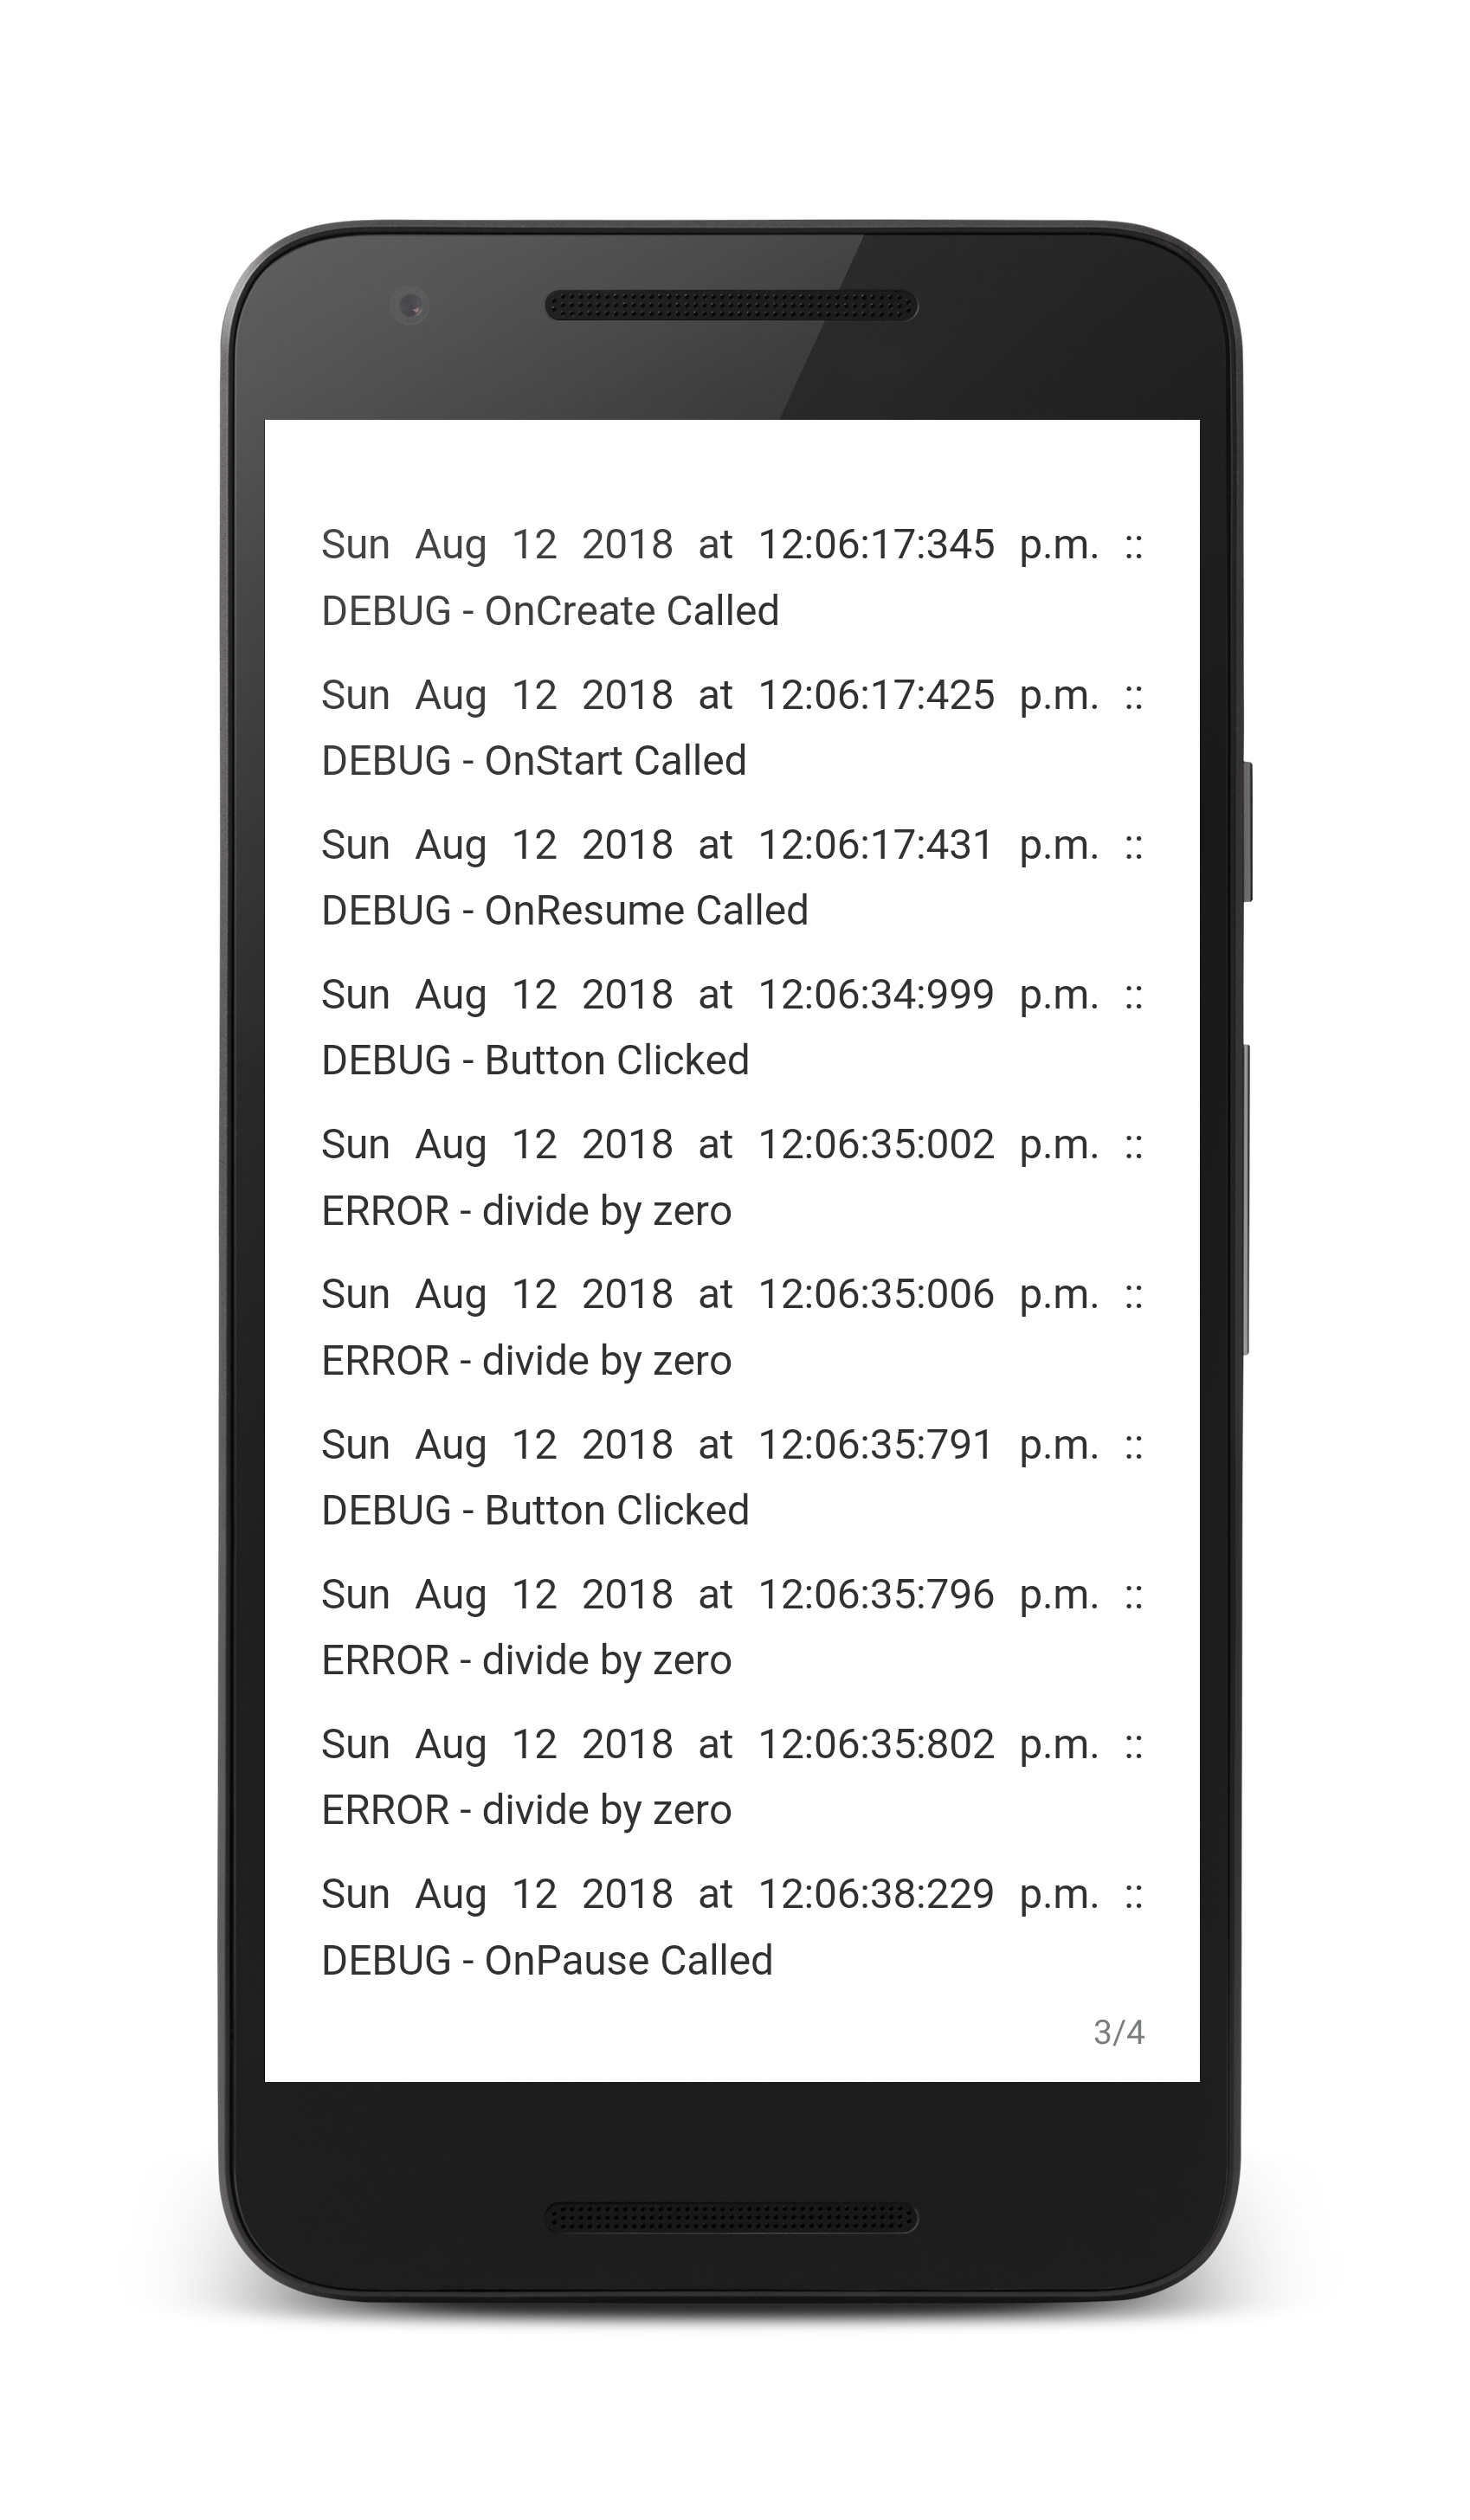 Sun Aug 12 2018 at 12:06:17:345 p.m. ::
DEBUG - OnCreate Called
Sun Aug 12 2018 at 12:06:17:425 p.m. ::
DEBUG - OnStart Called
Sun Aug 12 2018 at 12:06:17:431 p.m. ::
DEBUG - OnResume Called
Sun Aug 12 2018 at 12:06:34:999 p.m. ::
DEBUG - Button Clicked
Sun Aug 12 2018 at 12:06:35:002 p.m. ::
ERROR - divide by zero
Sun Aug 12 2018 at 12:06:35:006 p.m. ::
ERROR - divide by zero
Sun Aug 12 2018 at 12:06:35:791 p.m. ::
DEBUG - Button Clicked
Sun Aug 12 2018 at 12:06:35:796 p.m. ::
ERROR - divide by zero
Sun Aug 12 2018 at 12:06:35:802 p.m. ::
ERROR - divide by zero
Sun Aug 12 2018 at 12:06:38:229 p.m. ::
DEBUG - OnPause Called
3/4